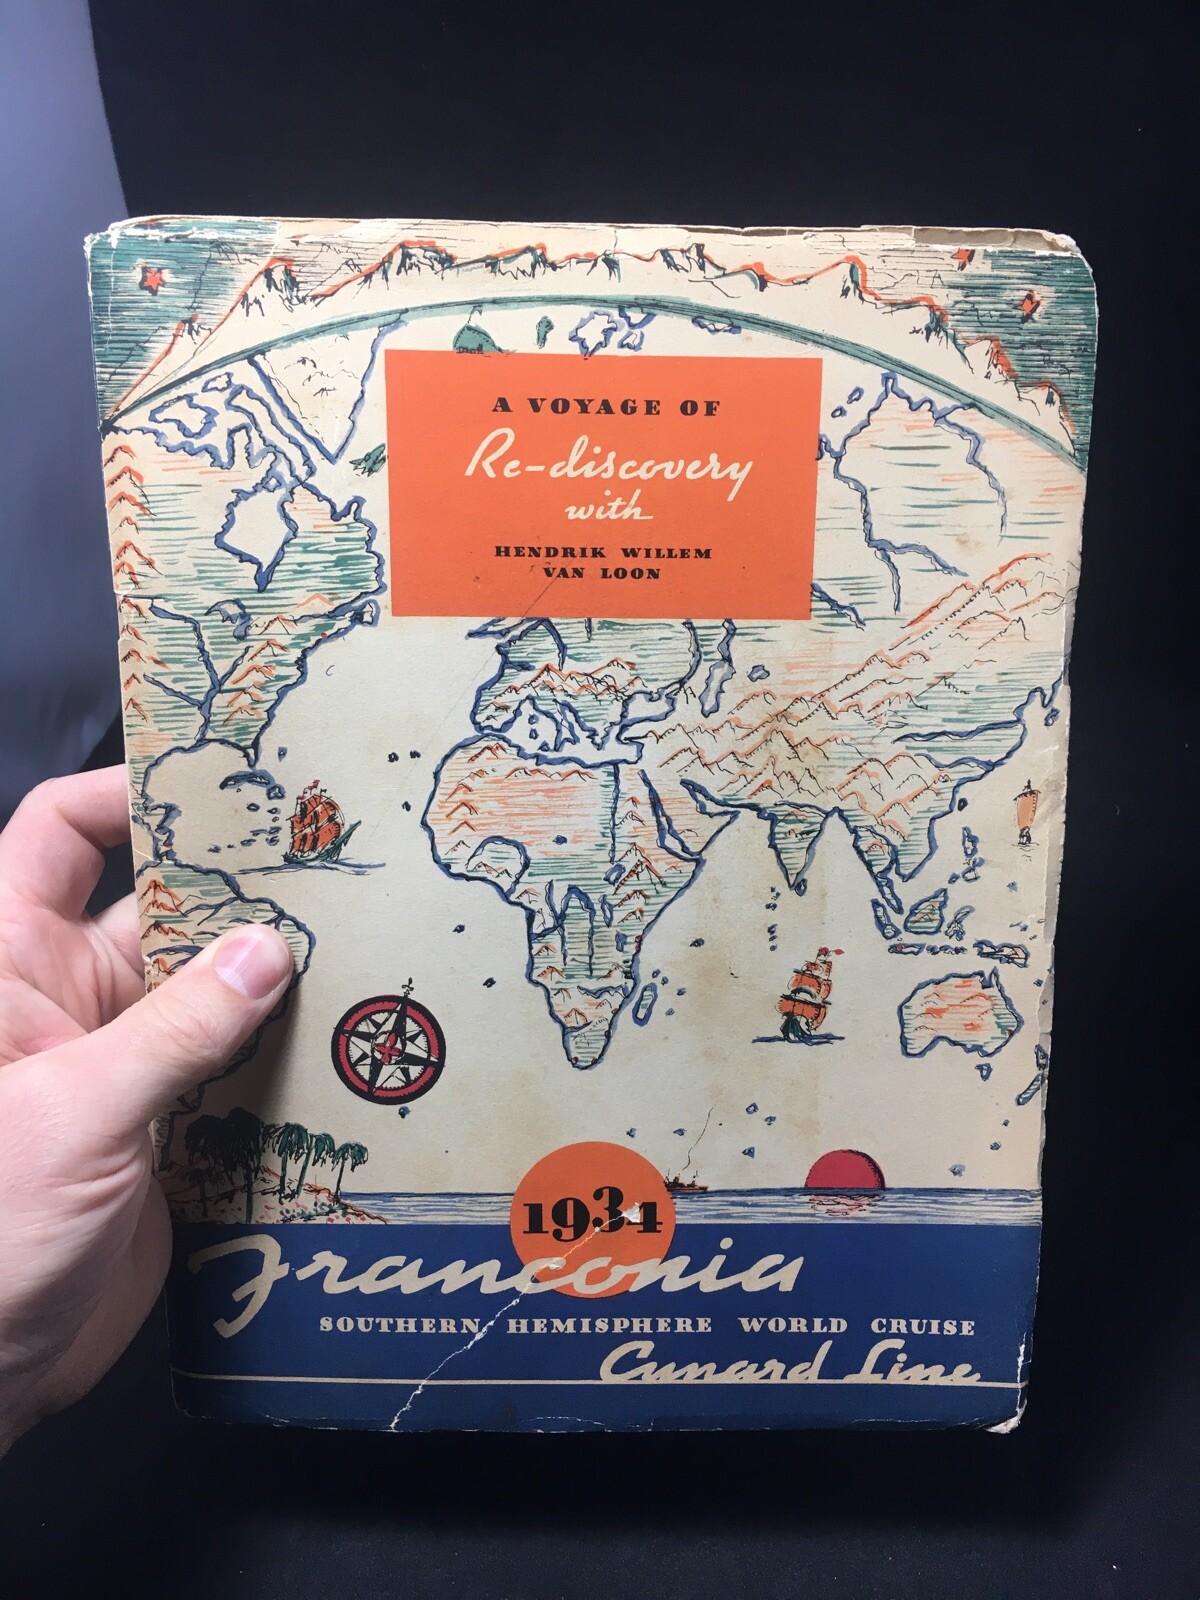 A VOYAGE OF
Re-discovery
with
HENDRIK WILLEM
VAN LOON
1934
Franconia
SOUTHERN HEMISPHERE WORLD CRUISE
Cunard Line